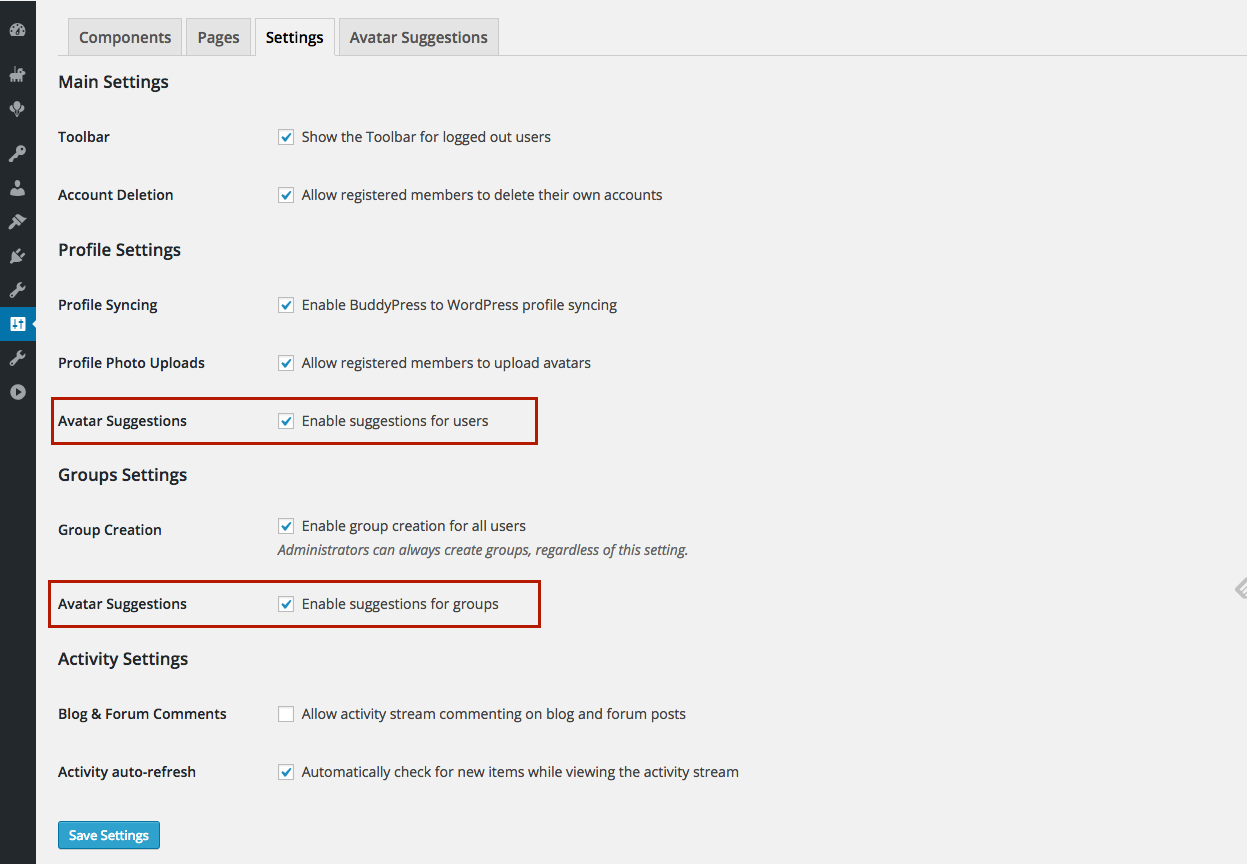 Components Pages Settings Avatar Suggestions
Main Settings
Toolbar Show the Toolbar for logged out users
Account Deletion Allow registered members to delete their own accounts
Profile Settings
Profile Syncing Enable BuddyPress to WordPress profile syncing
Profile Photo Uploads Allow registered members to upload avatars
Avatar Suggestions Enable suggestions for users
Groups Settings
Group Creation Enable group creation for all users
Administrators can always create groups, regardless of this setting.
Avatar Suggestions Enable suggestions for groups
Activity Settings
Blog & Forum Comments Allow activity stream commenting on blog and forum posts
Activity auto-refresh Automatically check for new items while viewing the activity stream
Save Settings